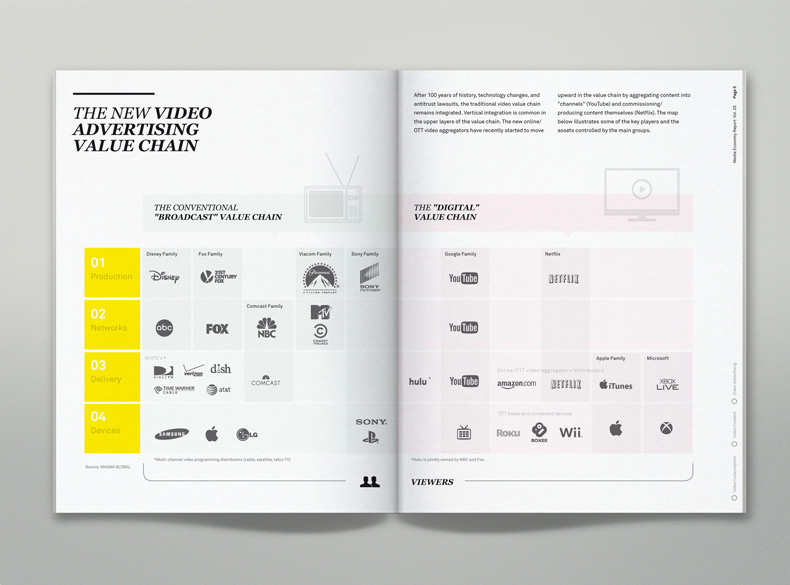 THE NEW VIDEO
ADVERTISING
VALUE CHAIN
After 100 years of history, technology changes, and
antitrust lawsuits, the traditional video value chain
remains integrated. Vertical integration is common in
the upper layers of the value chain. The new online/
OTT video aggregators have recently started to move
upward in the value chain by aggregating content into
"channels" (YouTube) and commissioning/
producing content themselves (Netflix). The map
below illustrates some of the key players and the
assets controlled by the main groups.
Media Economy Report Vol. 03 Page 5
THE CONVENTIONAL
"BROADCAST" VALUE CHAIN
THE "DIGITAL"
VALUE CHAIN
01
Production
Disney Family
Disney
Fox Family
21ST
CENTURY
FOX
Viacom Family
Paramount
Sony Family
SONY
PICTURES
Google Family
YouTube
Netflix
NETFLIX
02
Networks
abc
FOX
Comcast Family
NBC
MTV
COMEDY
CENTRAL
YouTube
03
Delivery
MVPD's*
DIRECTV
verizon
dish
TIME WARNER
CABLE
at&t
COMCAST
hulu*
YouTube
Online/OTT video aggregators/distributors
amazon.com
NETFLIX
Apple Family
iTunes
Microsoft
XBOX
LIVE
04
Devices
SAMSUNG
LG
SONY
OTT boxes and connected devices
ROKU
BOXEE
Wii
Source: MAGNA GLOBAL
*Multi-channel video programming distributors (cable, satellite, telco TV)
*Hulu is jointly owned by NBC and Fox.
VIEWERS
Video Advertising
Video Content
Video Consumption